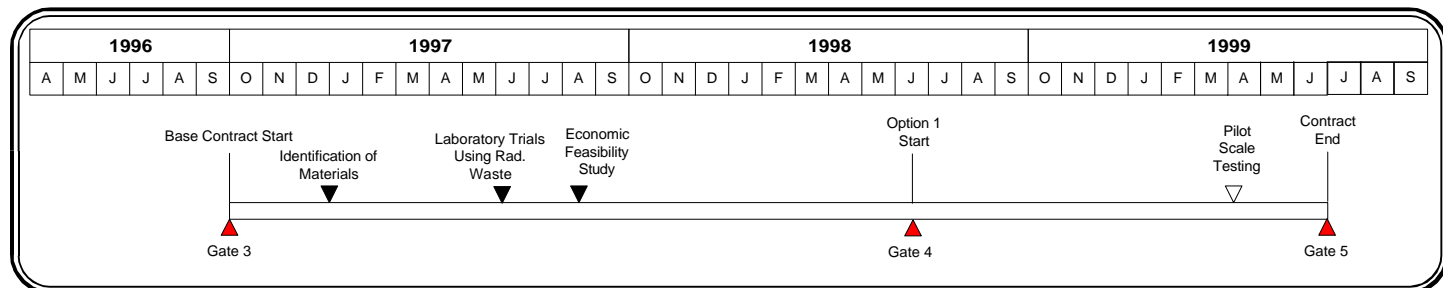 1996 1997 1998 1999
A M J J A S O N D J F M A M J J A S O N D J F M A M J J A S O N D J F M A M J J A S
Base Contract Start
Identification of
Materials
Laboratory Trials
Using Rad.
Waste
Economic
Feasibility
Study
Option 1
Start
Pilot
Scale
Testing
Contract
End
Gate 3
Gate 4
Gate 5